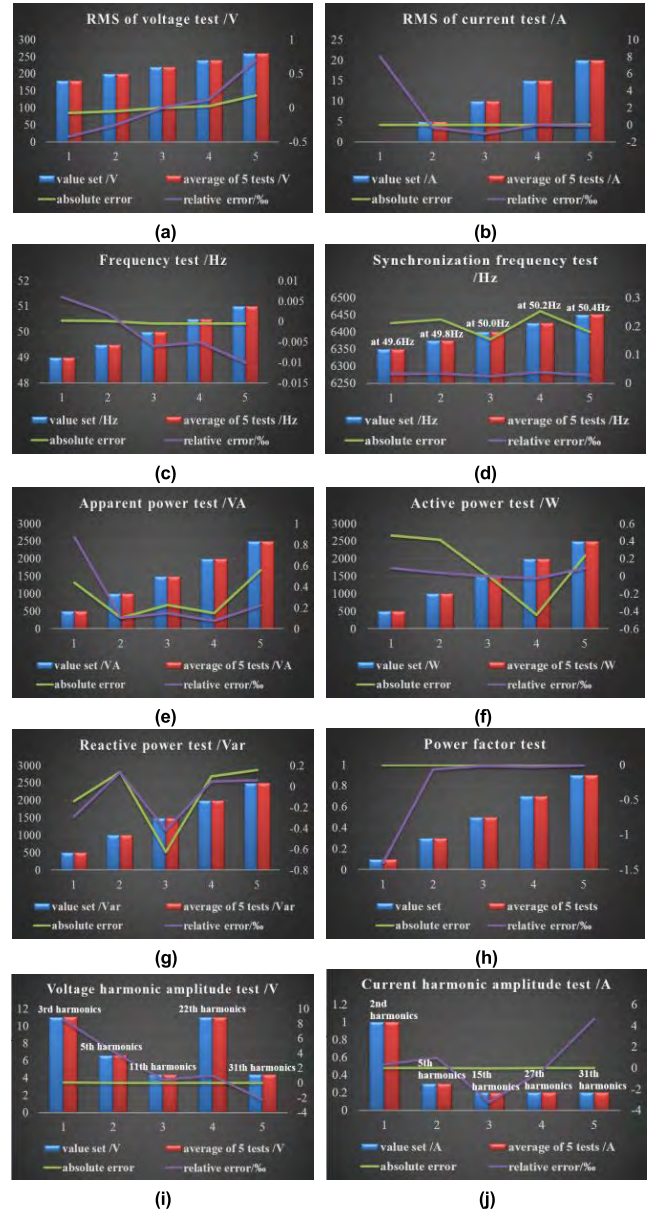 RMS of voltage test /V
300
250
200
150
100
50
0
1
0.5
0
-0.5
1 2 3 4 5
value set /V
average of 5 tests /V
absolute error
relative error/‰
(a)
RMS of current test /A
25
20
15
10
5
0
10
8
6
4
2
0
-2
1 2 3 4 5
value set /A
average of 5 tests /A
absolute error
relative error/‰
(b)
Frequency test /Hz
52
51
50
49
48
0.01
0.005
0
-0.005
-0.01
-0.015
1 2 3 4 5
value set /Hz
average of 5 tests /Hz
absolute error
relative error/‰
(c)
Synchronization frequency test
/Hz
6500
6450
6400
6350
6300
6250
0.3
0.2
0.1
0
at 49.6Hz
at 49.8Hz
at 50.0Hz
at 50.2Hz
at 50.4Hz
1 2 3 4 5
value set /Hz
average of 5 tests /Hz
absolute error
relative error/‰
(d)
Apparent power test /VA
3000
2500
2000
1500
1000
500
0
1
0.8
0.6
0.4
0.2
0
1 2 3 4 5
value set /VA
average of 5 tests /VA
absolute error
relative error/‰
(e)
Active power test /W
3000
2500
2000
1500
1000
500
0
0.6
0.4
0.2
0
-0.2
-0.4
-0.6
1 2 3 4 5
value set /W
average of 5 tests /W
absolute error
relative error/‰
(f)
Reactive power test /Var
3000
2500
2000
1500
1000
500
0
0.2
0
-0.2
-0.4
-0.6
-0.8
1 2 3 4 5
value set /Var
average of 5 tests /Var
absolute error
relative error/‰
(g)
Power factor test
1
0.8
0.6
0.4
0.2
0
0
-0.5
-1
-1.5
1 2 3 4 5
value set
average of 5 tests
absolute error
relative error/‰
(h)
Voltage harmonic amplitude test /V
12
10
8
6
4
2
0
10
8
6
4
2
0
-2
-4
3rd harmonics
5th harmonics
11th harmonics
22th harmonics
31th harmonics
1 2 3 4 5
value set /V
average of 5 tests /V
absolute error
relative error/‰
(i)
Current harmonic amplitude test /A
1.2
1
0.8
0.6
0.4
0.2
0
6
4
2
0
-2
-4
2nd
harmonics
5th
harmonics
15th
harmonics
27th
harmonics
31th
harmonics
1 2 3 4 5
value set /A
average of 5 tests /A
absolute error
relative error/‰
(j)